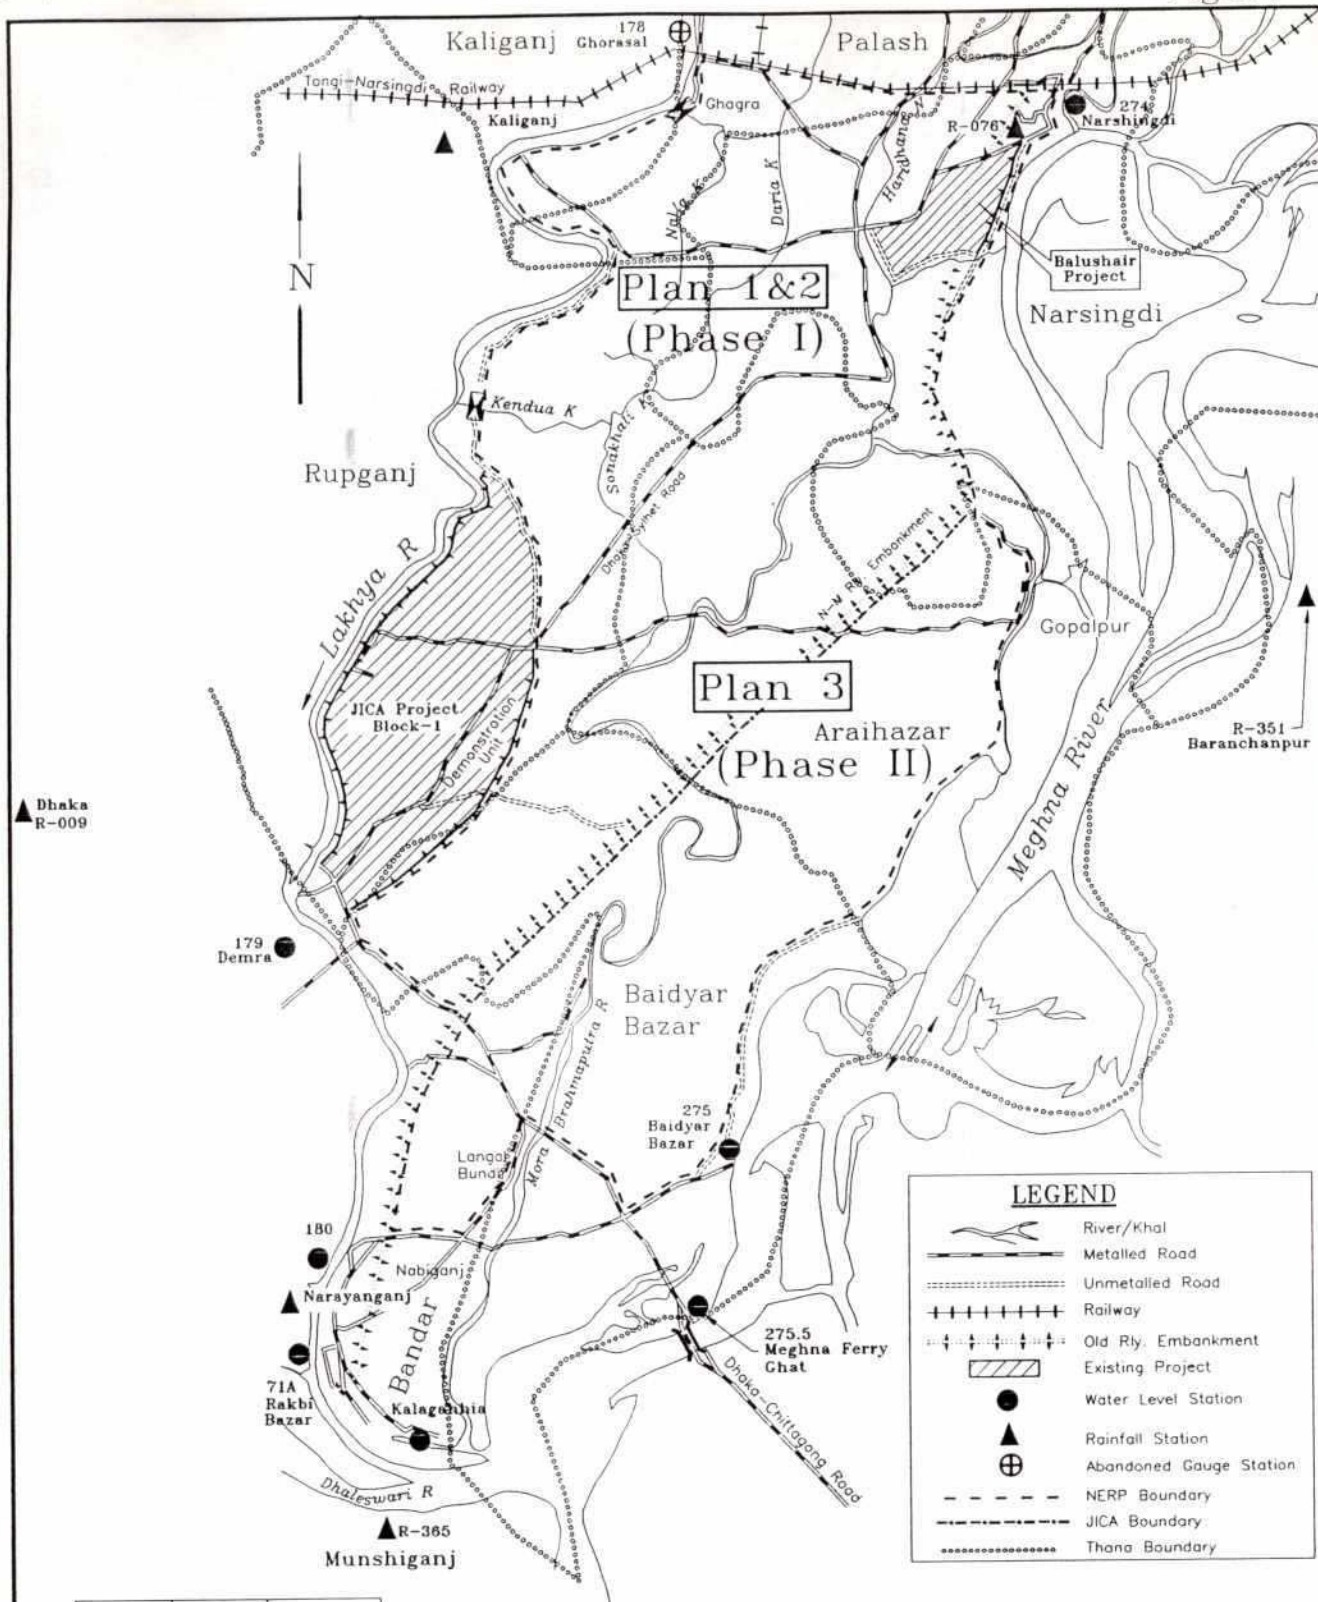 Kaliganj
178
Ghorasal
Palash
Tongi-Narsingdi Railway
Kaliganj
Ghagra
R-076
274
Narshingdi
Haridhana N
Nalla K
Daria K
N
Plan 1&2
(Phase I)
Balushair
Project
Narsingdi
Kendua K
Sonakhali K
Rupganj
Dhaka-Sylhet Road
Lakhya R
N-M Rly Embankment
Gopalpur
R-351
Baranchanpur
JICA Project
Block-1
Demonstration
Unit
Plan 3
Araihazar
(Phase II)
Meghna River
Dhaka
R-009
179
Demra
Baidyar
Bazar
Mora Brahmaputra R
275
Baidyar
Bazar
Langal
Bund
180
Nabiganj
Narayanganj
Bandar
71A
Rakbi
Bazar
Kalagachhia
275.5
Meghna Ferry
Ghat
Dhaka-Chittagong Road
Dhaleswari R
R-365
Munshiganj
LEGEND
River/Khal
Metalled Road
Unmetalled Road
Railway
Old Rly. Embankment
Existing Project
Water Level Station
Rainfall Station
Abandoned Gauge Station
NERP Boundary
JICA Boundary
Thana Boundary